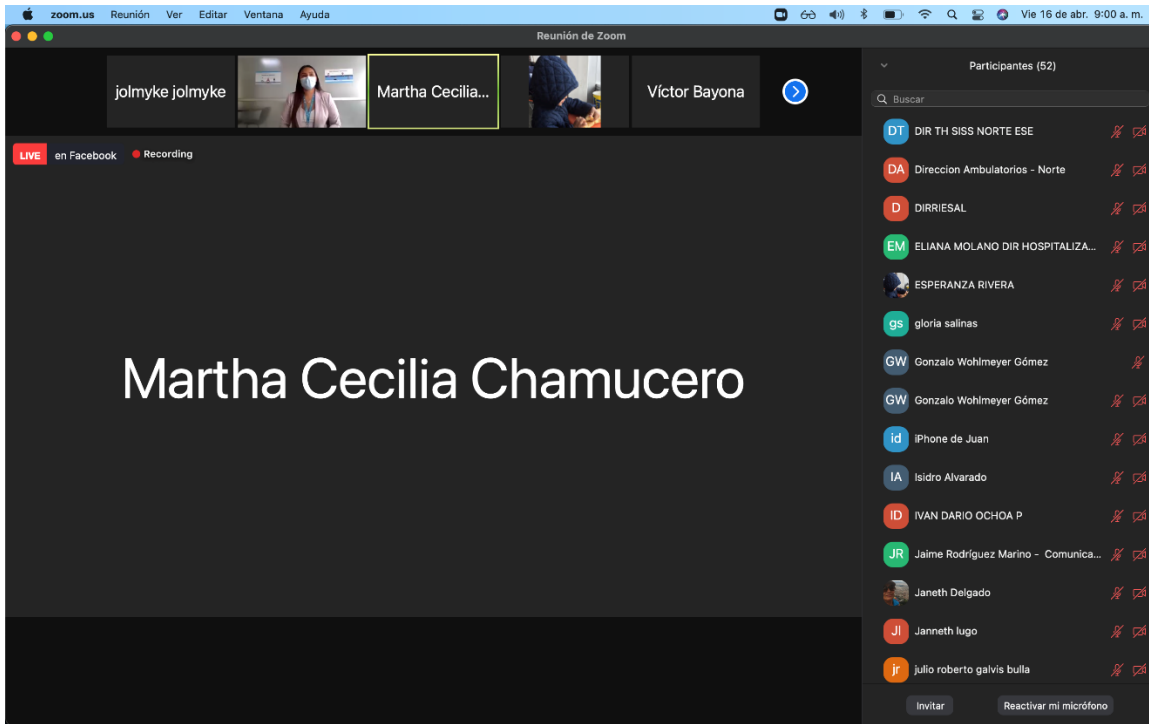 zoom.us Reunión Ver Editar Ventana Ayuda Vie 16 de abr. 9:00 a. m.
Reunión de Zoom
jolmyke jolmyke
Martha Cecilia...
Víctor Bayona
LIVE en Facebook Recording
Martha Cecilia Chamucero
Participantes (52)
Buscar
DT DIR TH SISS NORTE ESE
DA Direccion Ambulatorios - Norte
D DIRRIESAL
EM ELIANA MOLANO DIR HOSPITALIZA...
ESPERANZA RIVERA
gs gloria salinas
GW Gonzalo Wohlmeyer Gómez
GW Gonzalo Wohlmeyer Gómez
id iPhone de Juan
IA Isidro Alvarado
ID IVAN DARIO OCHOA P
JR Jaime Rodríguez Marino - Comunica...
Janeth Delgado
Jl Janneth lugo
jr julio roberto galvis bulla
Invitar Reactivar mi micrófono